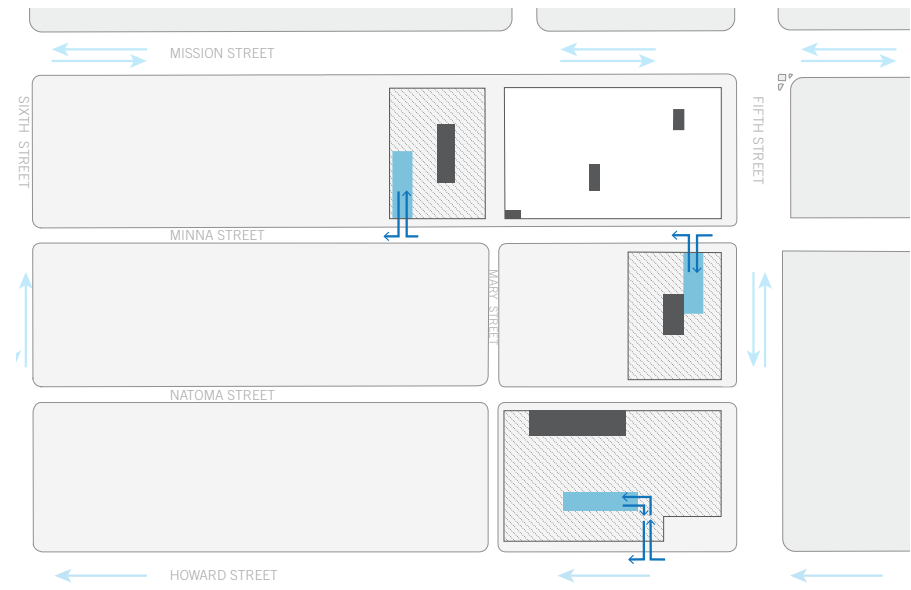 MISSION STREET
SIXTH STREET
FIFTH STREET
MINNA STREET
MARY STREET
NATOMA STREET
HOWARD STREET